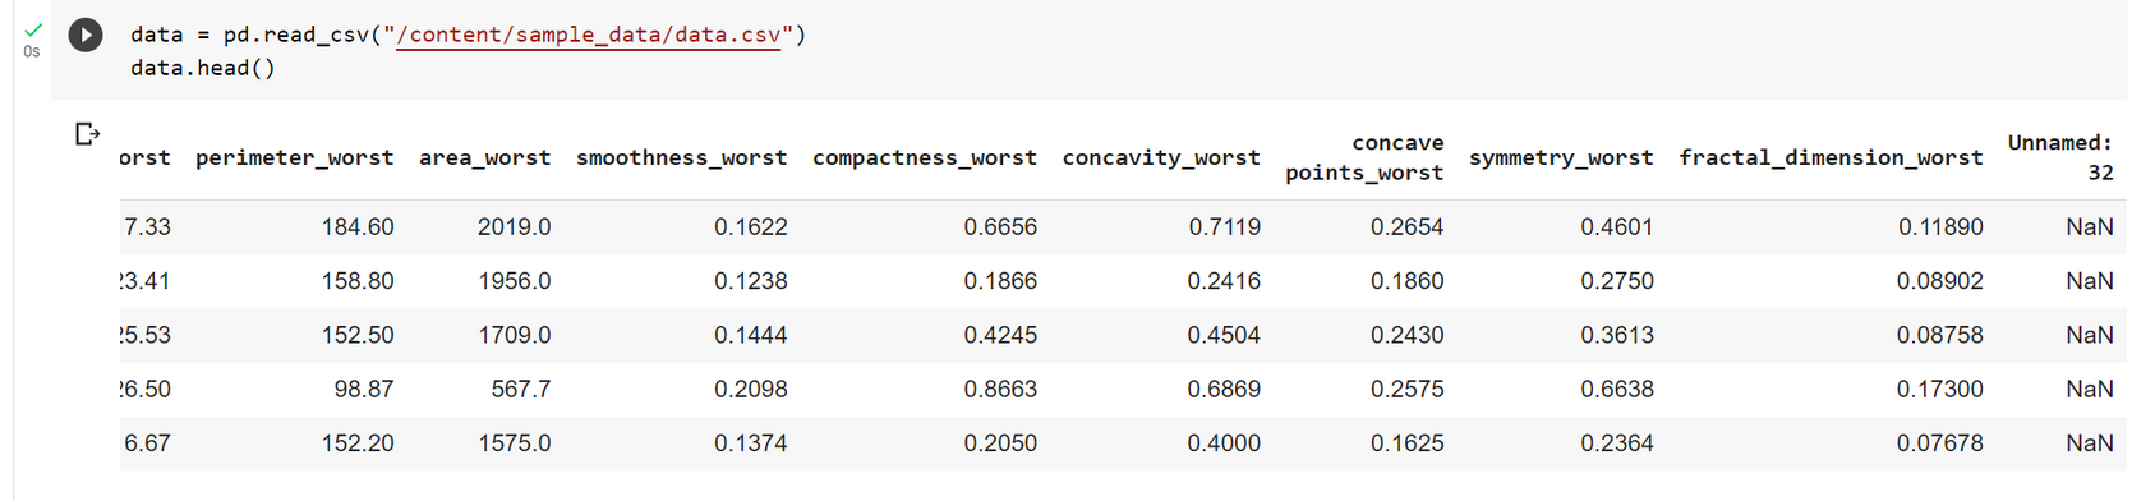 data = pd.read_csv("/content/sample_data/data.csv")
0s
data.head()
orst perimeter_worst area_worst smoothness_worst compactness_worst concavity_worst concave points_worst symmetry_worst fractal_dimension_worst Unnamed: 32
7.33 184.60 2019.0 0.1622 0.6656 0.7119 0.2654 0.4601 0.11890 NaN
23.41 158.80 1956.0 0.1238 0.1866 0.2416 0.1860 0.2750 0.08902 NaN
25.53 152.50 1709.0 0.1444 0.4245 0.4504 0.2430 0.3613 0.08758 NaN
26.50 98.87 567.7 0.2098 0.8663 0.6869 0.2575 0.6638 0.17300 NaN
6.67 152.20 1575.0 0.1374 0.2050 0.4000 0.1625 0.2364 0.07678 NaN